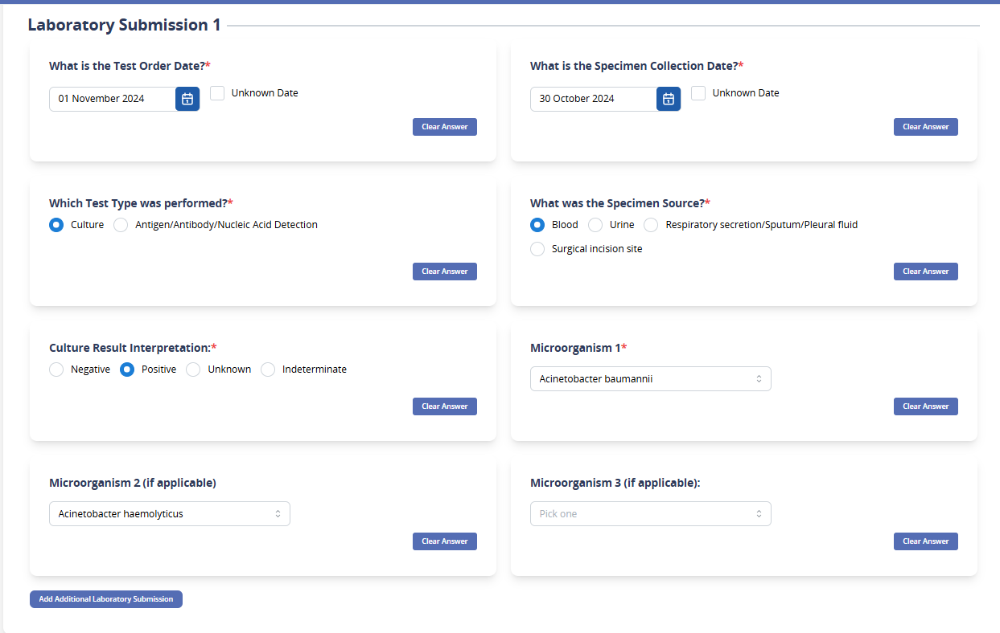 Laboratory Submission 1
What is the Test Order Date?*
01 November 2024
Unknown Date
Clear Answer
What is the Specimen Collection Date?*
30 October 2024
Unknown Date
Clear Answer
Which Test Type was performed?*
Culture
Antigen/Antibody/Nucleic Acid Detection
Clear Answer
What was the Specimen Source?*
Blood
Urine
Respiratory secretion/Sputum/Pleural fluid
Surgical incision site
Clear Answer
Culture Result Interpretation:*
Negative
Positive
Unknown
Indeterminate
Clear Answer
Microorganism 1*
Acinetobacter baumannii
Clear Answer
Microorganism 2 (if applicable)
Acinetobacter haemolyticus
Clear Answer
Microorganism 3 (if applicable):
Pick one
Clear Answer
Add Additional Laboratory Submission